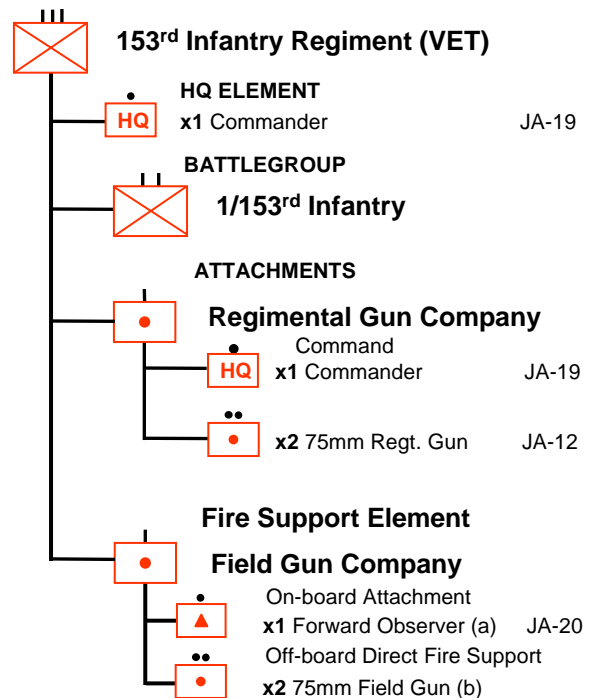 153rd Infantry Regiment (VET)
HQ ELEMENT
HQ x1 Commander JA-19
BATTLEGROUP
1/153rd Infantry
ATTACHMENTS
Regimental Gun Company
Command
HQ x1 Commander JA-19
x2 75mm Regt. Gun JA-12
Fire Support Element
Field Gun Company
On-board Attachment
x1 Forward Observer (a) JA-20
Off-board Direct Fire Support
x2 75mm Field Gun (b)